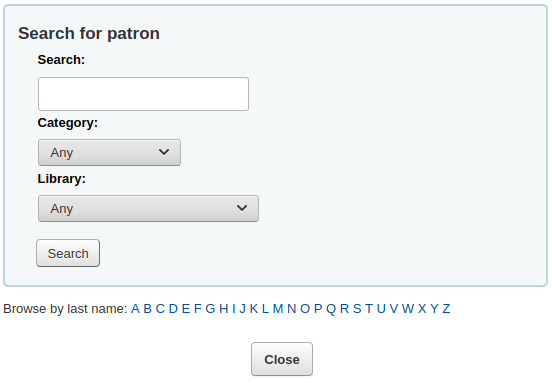 Search for patron
Search:
Category:
Any
Library:
Any
Search
Browse by last name: A B C D E F G H I J K L M N O P Q R S T U V W X Y Z
Close